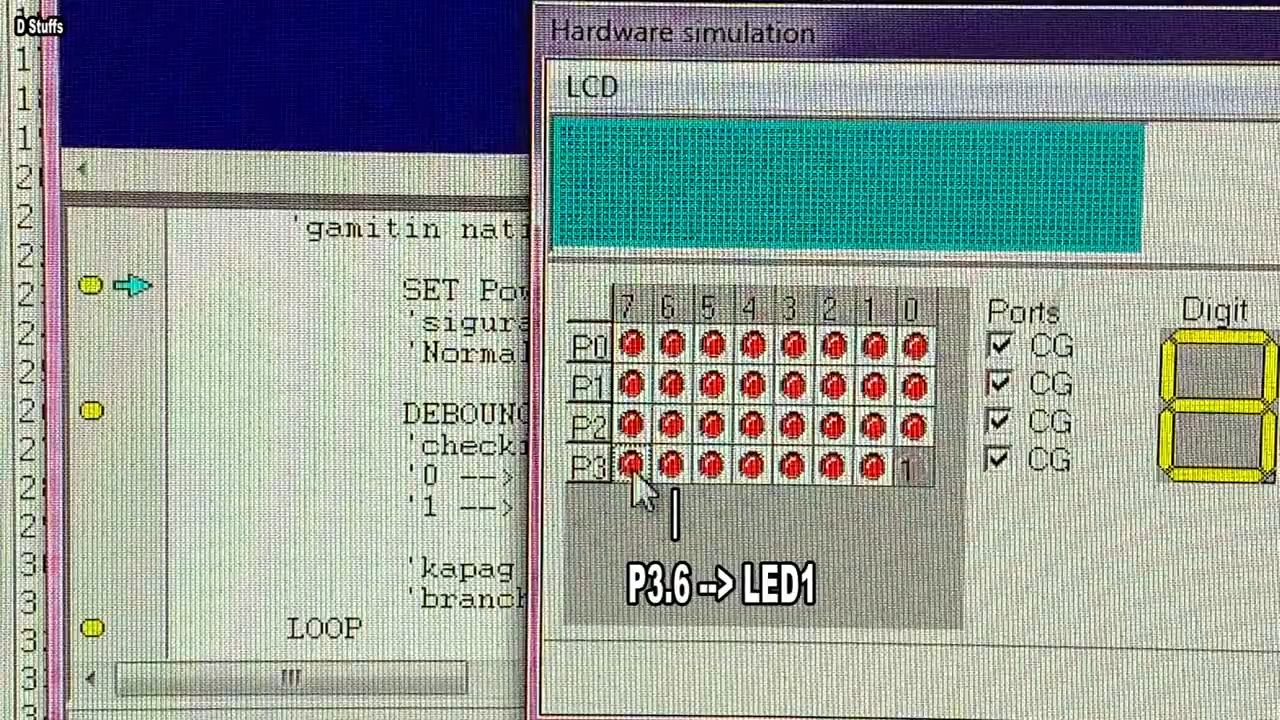 D Stuffs
Hardware simulation
LCD
'gamitin nati
SET Po
'sigura
'Normal
DEBOUNC
'checki
'0 -->
'1 -->
'kapag
'branch
LOOP
7 6 5 4 3 2 1 0
P0
P1
P2
P3 1
Ports
CG
CG
CG
CG
Digit
P3.6 --> LED1